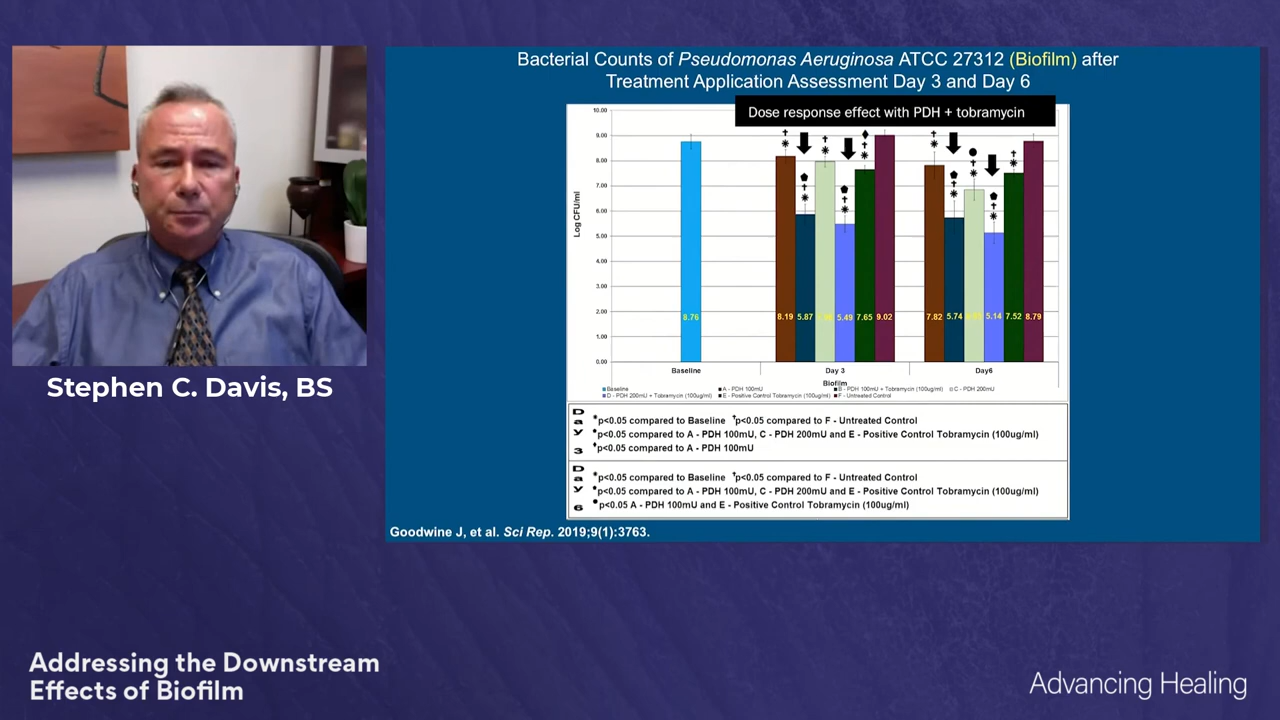 Bacterial Counts of Pseudomonas Aeruginosa ATCC 27312 (Biofilm) after
Treatment Application Assessment Day 3 and Day 6
Dose response effect with PDH + tobramycin
10.00
9.00
8.00
7.00
6.00
5.00
4.00
3.00
2.00
1.00
0.00
Log CFU/ml
8.76
8.19 5.87 5.49 7.65 9.02
7.82 5.74 5.14 7.52 8.79
Baseline
Day 3
Day6
Biofilm
Baseline A - PDH 100mU B - PDH 100mU + Tobramycin (100ug/ml) C - PDH 200mU
D - PDH 200mU + Tobramycin (100ug/ml) E - Positive Control Tobramycin (100ug/ml) F - Untreated Control
Day 3
*p<0.05 compared to Baseline †p<0.05 compared to F - Untreated Control
p<0.05 compared to A - PDH 100mU, C - PDH 200mU and E - Positive Control Tobramycin (100ug/ml)
♦p<0.05 compared to A - PDH 100mU
Day 6
*p<0.05 compared to Baseline †p<0.05 compared to F - Untreated Control
p<0.05 compared to A - PDH 100mU, C - PDH 200mU and E - Positive Control Tobramycin (100ug/ml)
●p<0.05 A - PDH 100mU and E - Positive Control Tobramycin (100ug/ml)
Goodwine J, et al. Sci Rep. 2019;9(1):3763.
Stephen C. Davis, BS
Addressing the Downstream
Effects of Biofilm
Advancing Healing